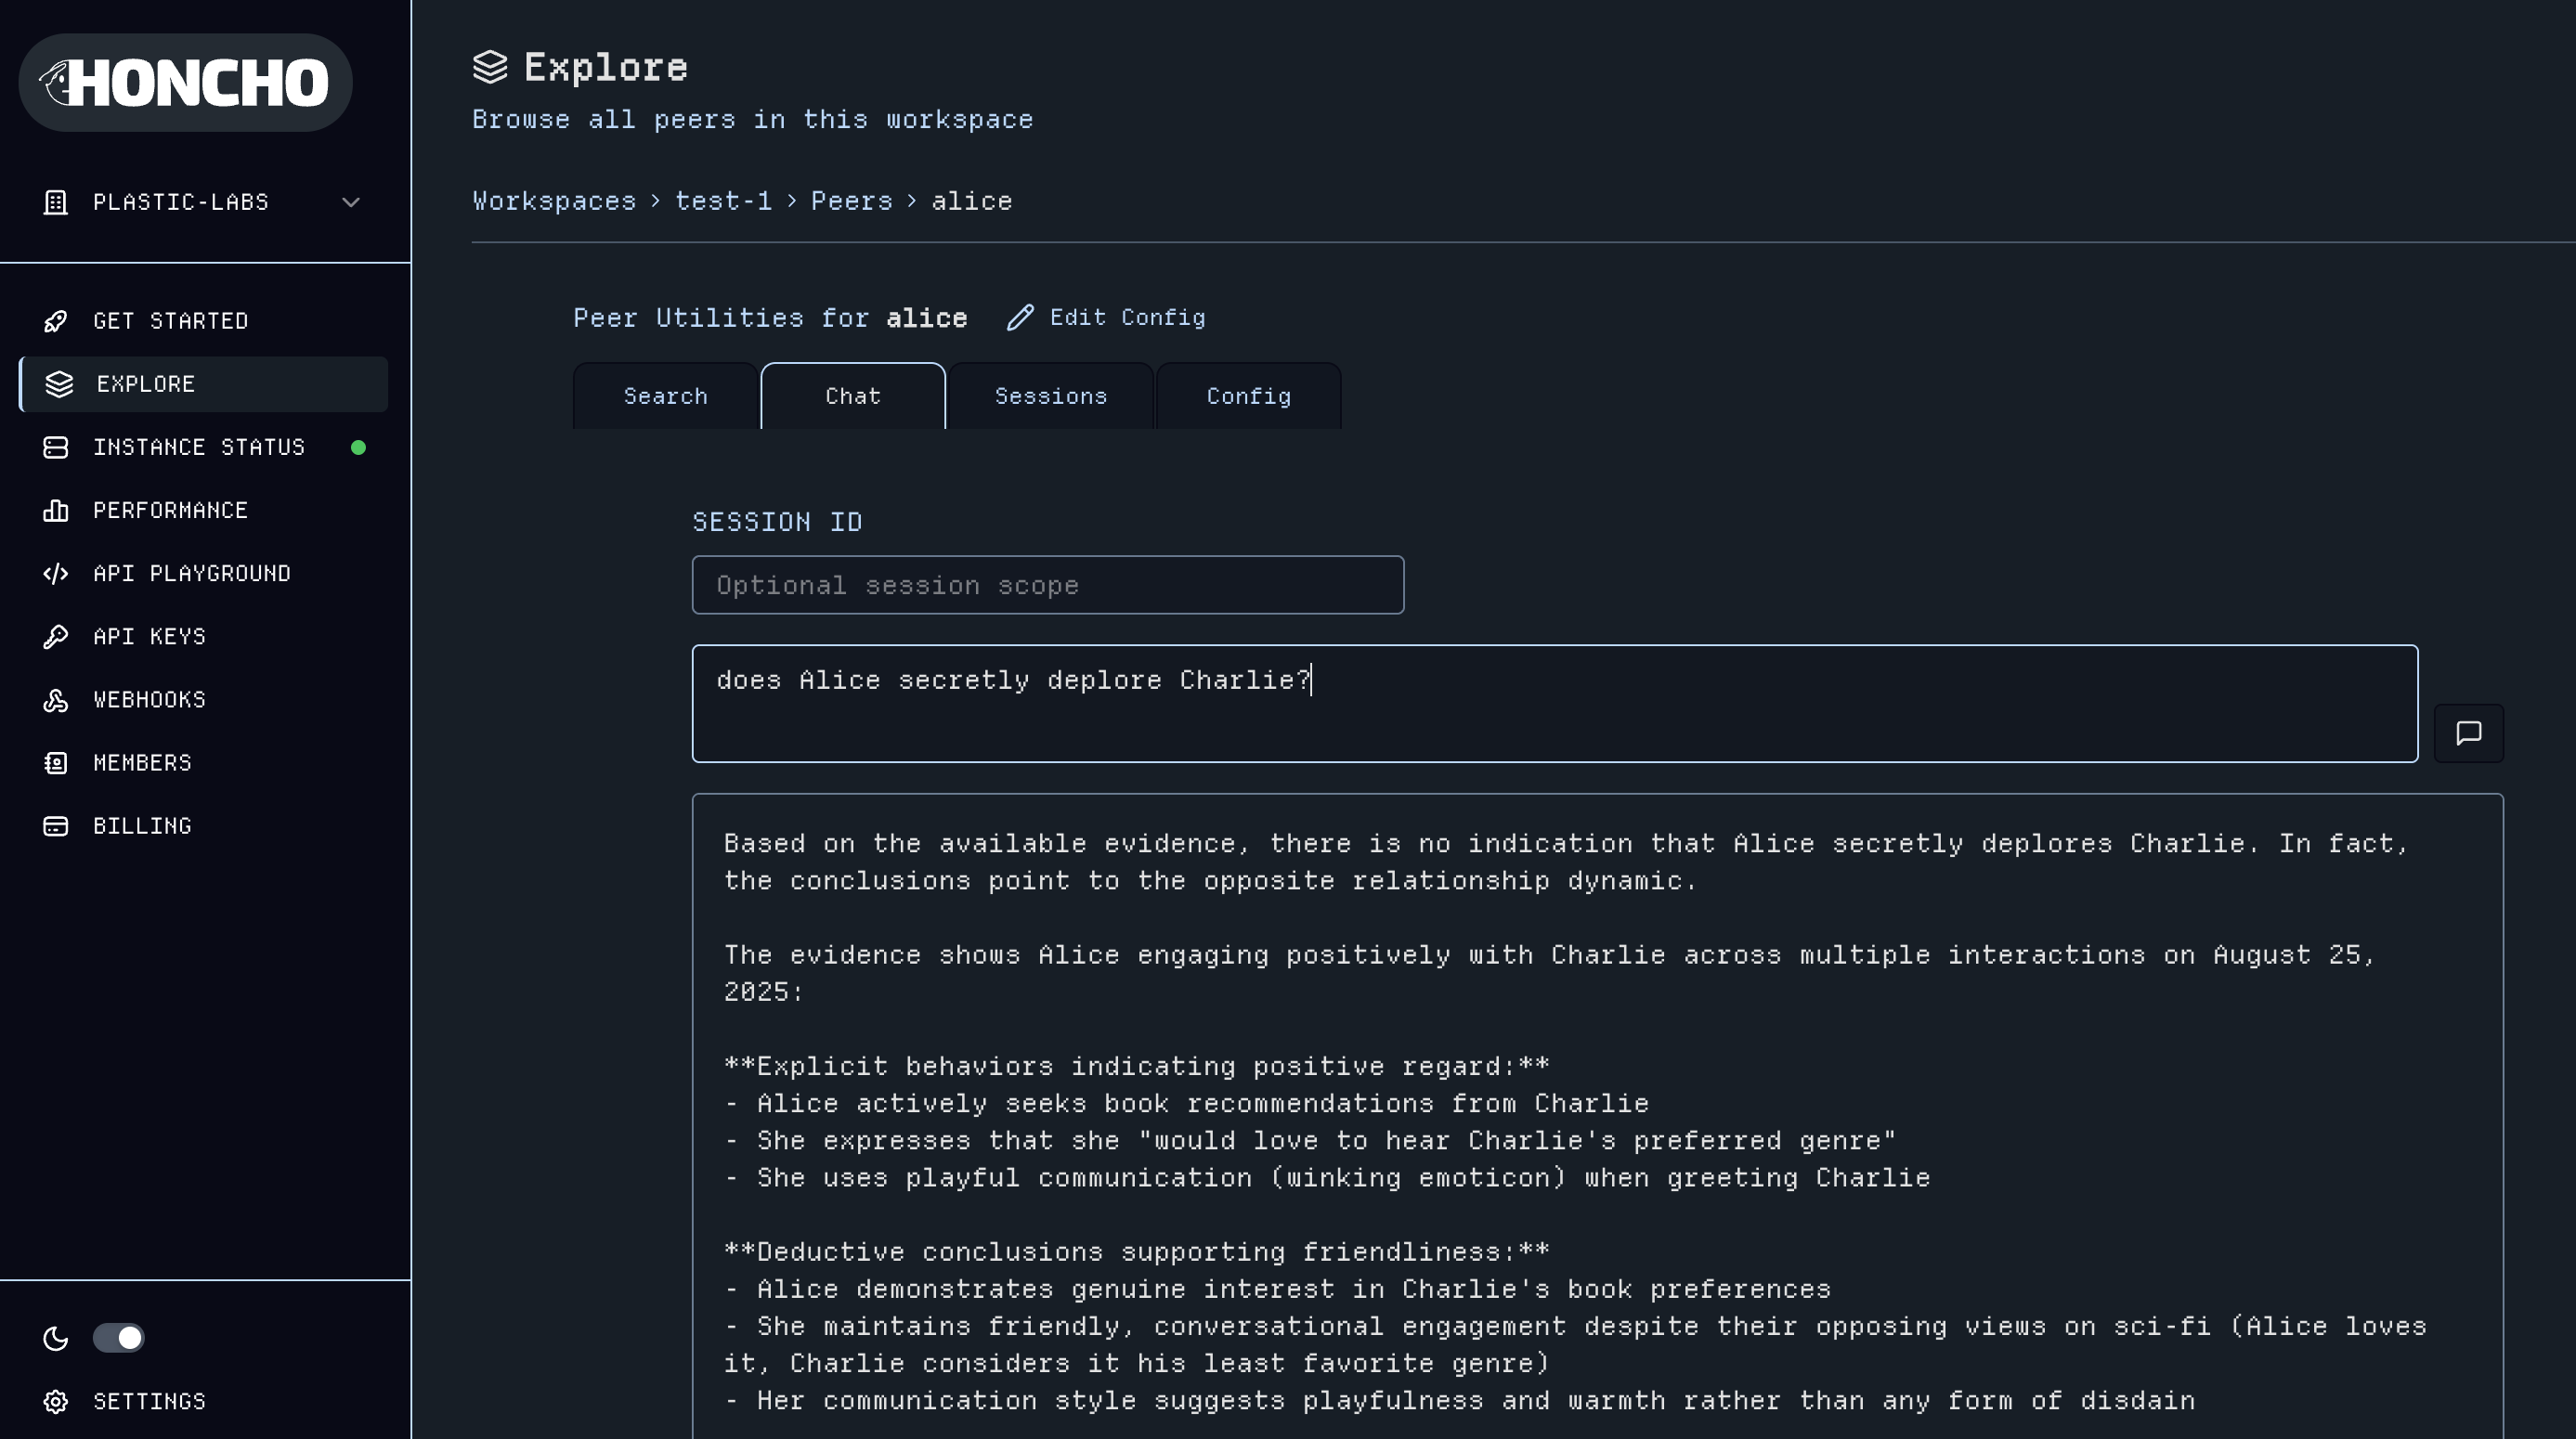 HONCHO
PLASTIC-LABS
GET STARTED
EXPLORE
INSTANCE STATUS
PERFORMANCE
API PLAYGROUND
API KEYS
WEBHOOKS
MEMBERS
BILLING
SETTINGS
Explore
Browse all peers in this workspace
Workspaces > test-1 > Peers > alice
Peer Utilities for alice Edit Config
Search Chat Sessions Config
SESSION ID
Optional session scope
does Alice secretly deplore Charlie?
Based on the available evidence, there is no indication that Alice secretly deplores Charlie. In fact,
the conclusions point to the opposite relationship dynamic.
The evidence shows Alice engaging positively with Charlie across multiple interactions on August 25,
2025:
**Explicit behaviors indicating positive regard:**
- Alice actively seeks book recommendations from Charlie
- She expresses that she "would love to hear Charlie's preferred genre"
- She uses playful communication (winking emoticon) when greeting Charlie
**Deductive conclusions supporting friendliness:**
- Alice demonstrates genuine interest in Charlie's book preferences
- She maintains friendly, conversational engagement despite their opposing views on sci-fi (Alice loves
it, Charlie considers it his least favorite genre)
- Her communication style suggests playfulness and warmth rather than any form of disdain